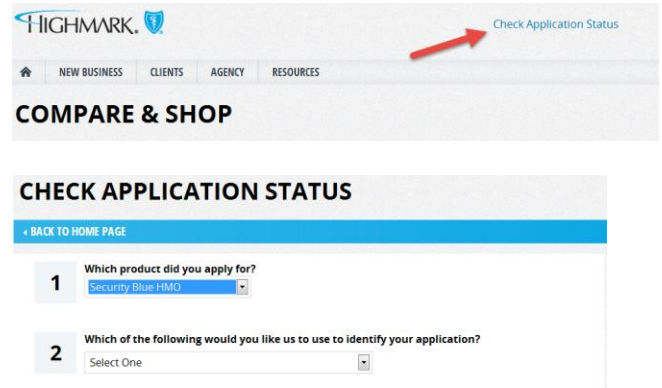 HIGHMARK.
Check Application Status
NEW BUSINESS CLIENTS AGENCY RESOURCES
COMPARE & SHOP
CHECK APPLICATION STATUS
‹ BACK TO HOME PAGE
1 Which product did you apply for?
Security Blue HMO
2 Which of the following would you like us to use to identify your application?
Select One